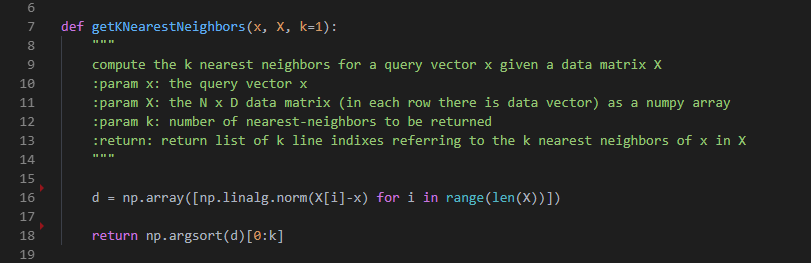 6
7 def getKNearestNeighbors(x, X, k=1):
8 """
9 compute the k nearest neighbors for a query vector x given a data matrix X
10 :param x: the query vector x
11 :param X: the N x D data matrix (in each row there is data vector) as a numpy array
12 :param k: number of nearest-neighbors to be returned
13 :return: return list of k line indixes referring to the k nearest neighbors of x in X
14 """
15
16 d = np.array([np.linalg.norm(X[i]-x) for i in range(len(X))])
17
18 return np.argsort(d)[0:k]
19